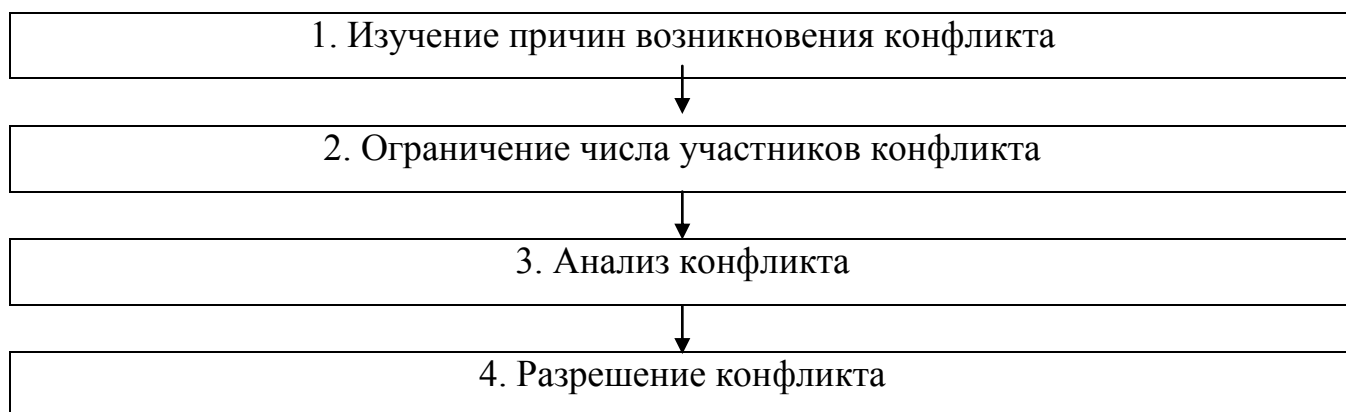 1. Изучение причин возникновения конфликта
2. Ограничение числа участников конфликта
3. Анализ конфликта
4. Разрешение конфликта